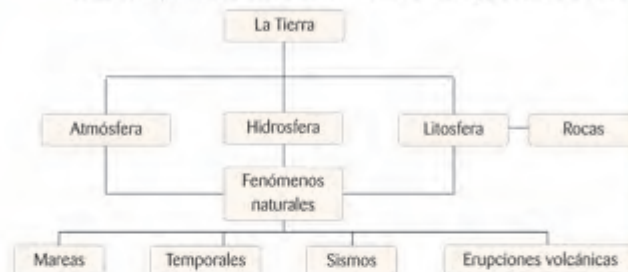 La Tierra
Atmósfera
Hidrosfera
Litosfera
Rocas
Fenómenos
naturales
Mareas
Temporales
Sismos
Erupciones volcánicas